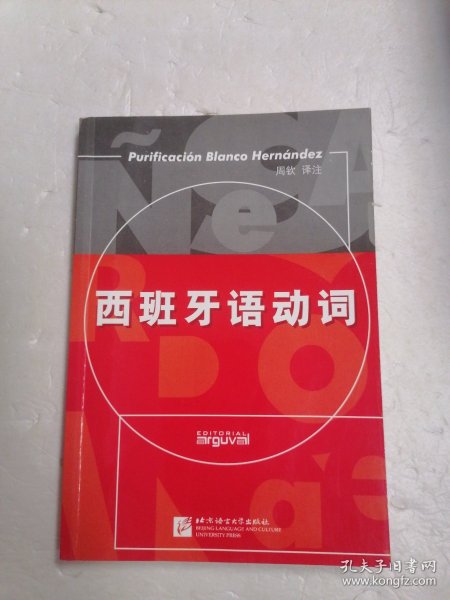 Purificación Blanco Hernández
周钦 译注
西班牙语动词
EDITORIAL
arguval
北京语言大学出版社
BEIJING LANGUAGE AND CULTURE
UNIVERSITY PRESS
孔夫子旧书网
www.kongfz.com